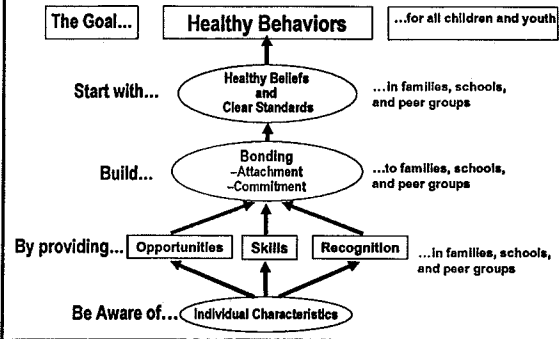 The Goal...
Healthy Behaviors
...for all children and youth
Start with...
Healthy Beliefs
and
Clear Standards
...in families, schools,
and peer groups
Build...
Bonding
–Attachment
–Commitment
...to families, schools, and
peer groups
By providing...
Opportunities
Skills
Recognition
...in families, schools,
and peer groups
Be Aware of...
Individual Characteristics